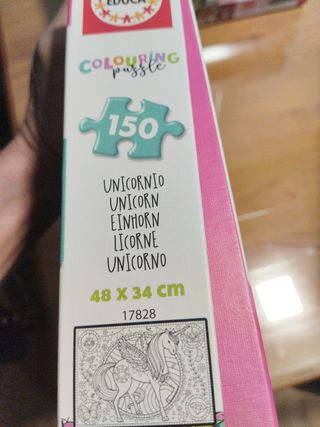 EDUCA
COLOURING
puzzle
150
UNICORNIO
UNICORN
EINHORN
LICORNE
UNICORNO
48 X 34 cm
17828